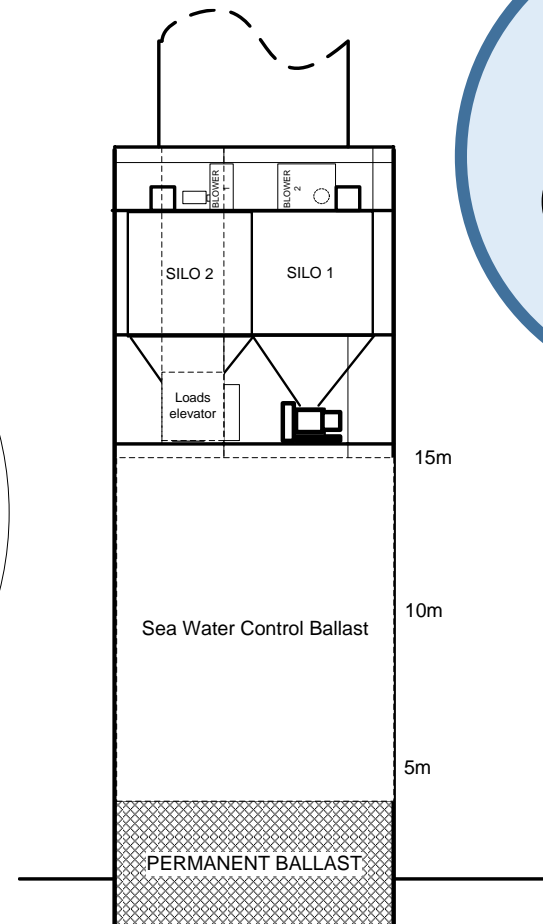 BLOWER
1
BLOWER
2
SILO 2
SILO 1
Loads
elevator
15m
10m
Sea Water Control Ballast
5m
PERMANENT BALLAST